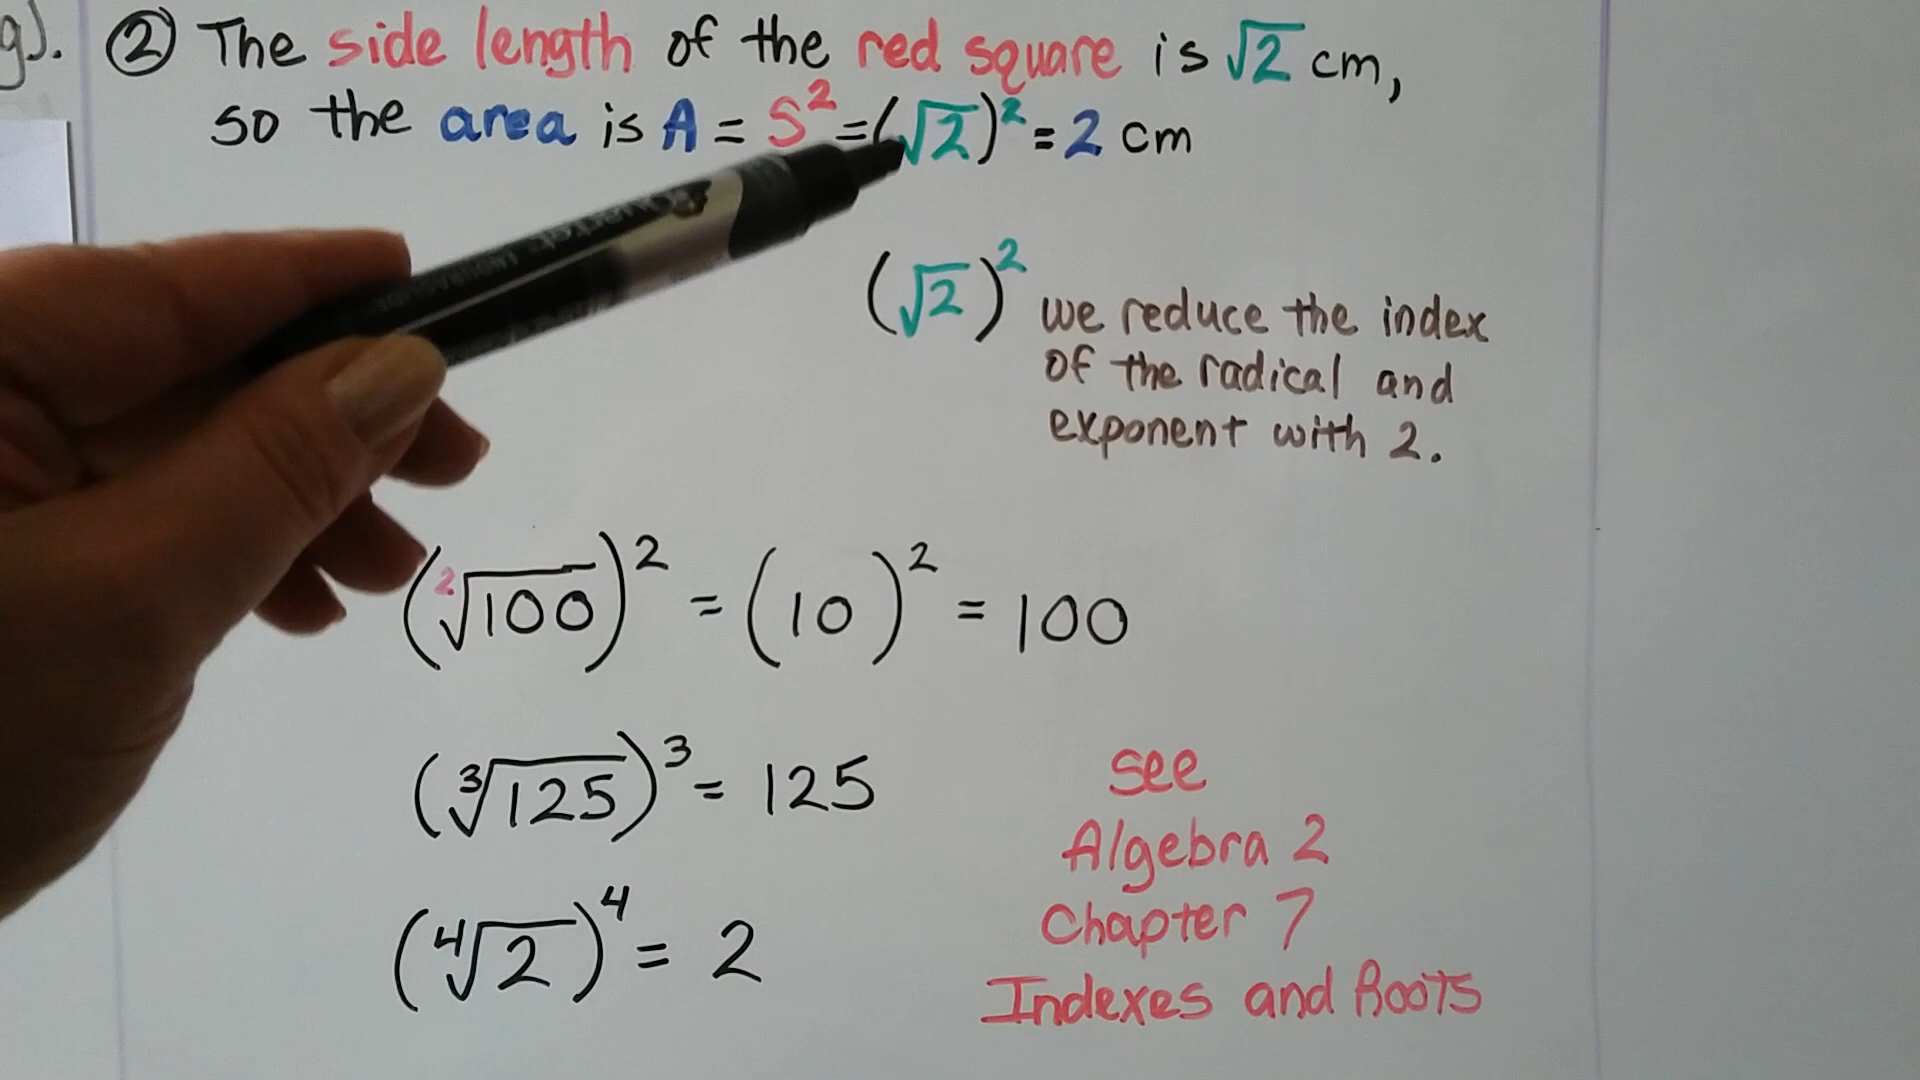 g).
② The side length of the red square is √2 cm,
so the area is A = S² = (√2)² = 2 cm
(√2)² we reduce the index
of the radical and
exponent with 2.
(²√100)² = (10)² = 100
(³√125)³ = 125
(⁴√2)⁴ = 2
see
Algebra 2
Chapter 7
Indexes and Roots